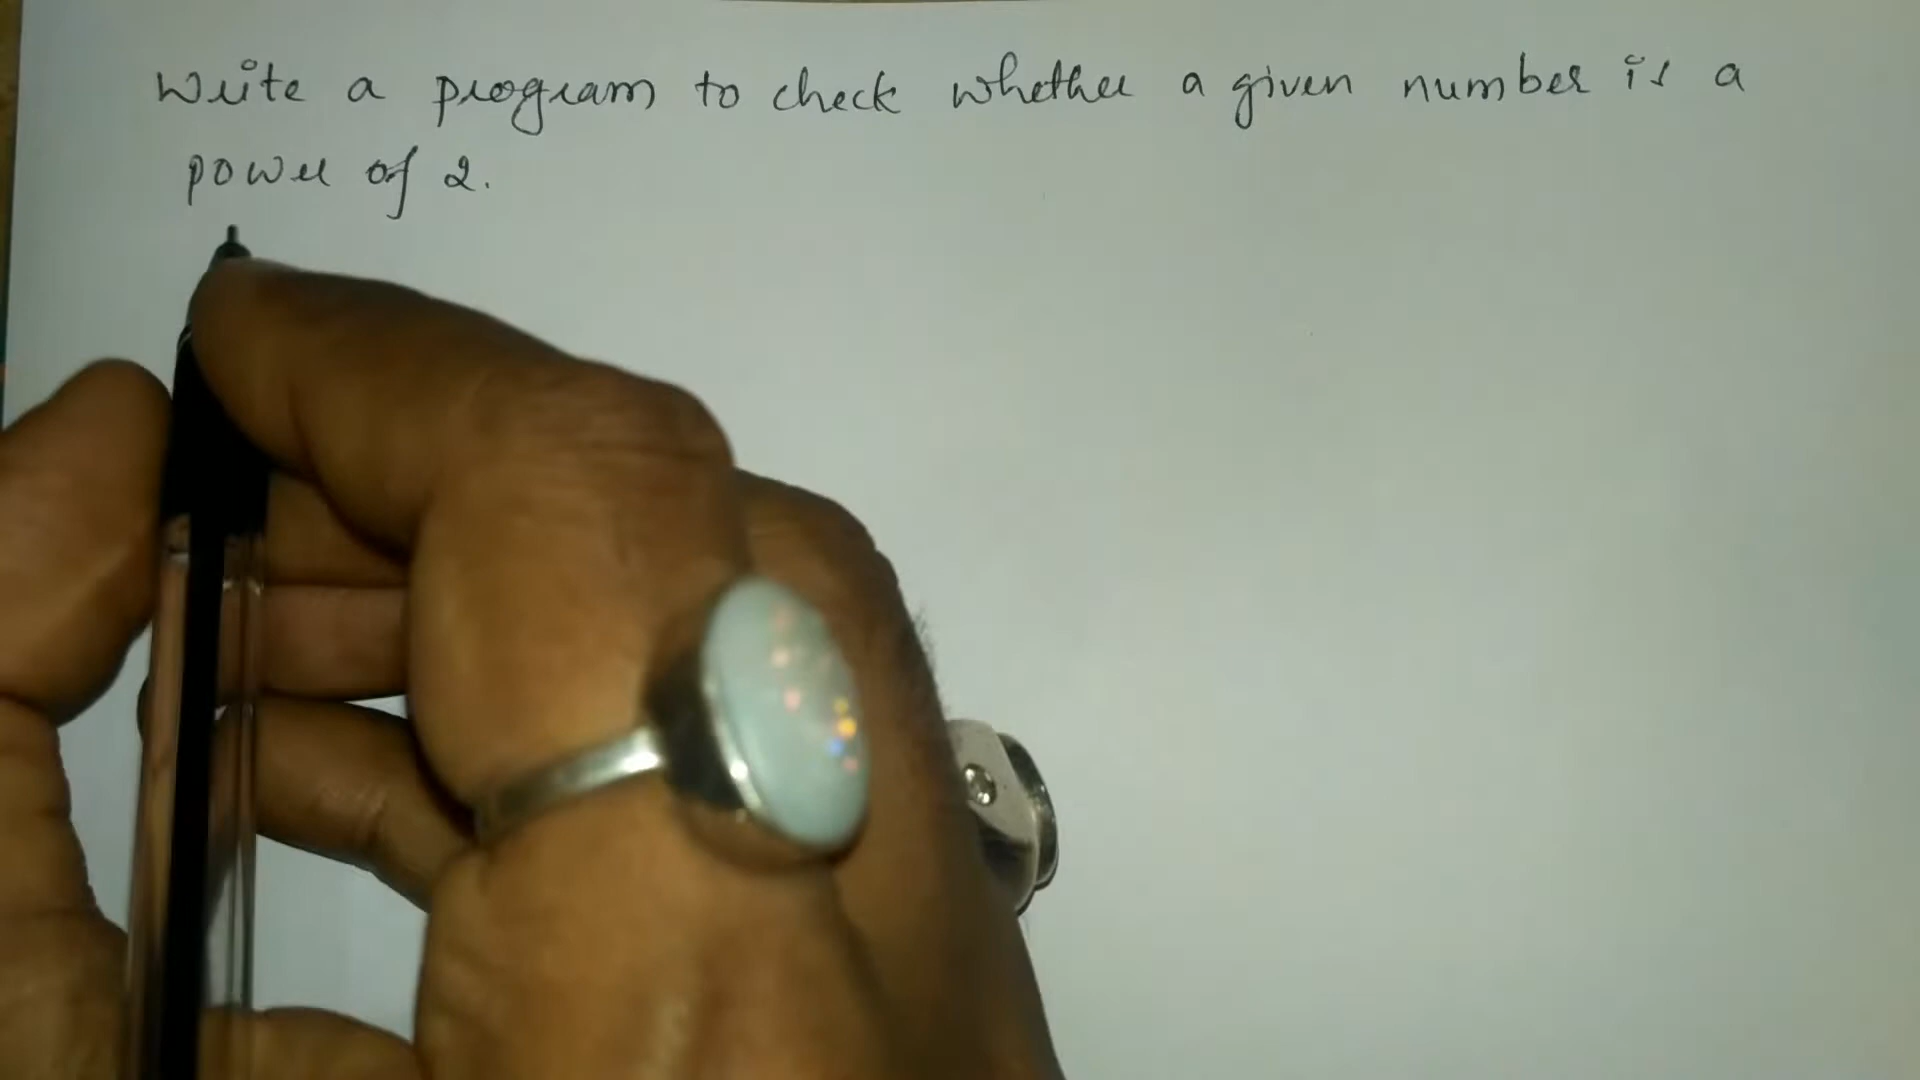 Write a program to check whether a given number is a
power of 2.